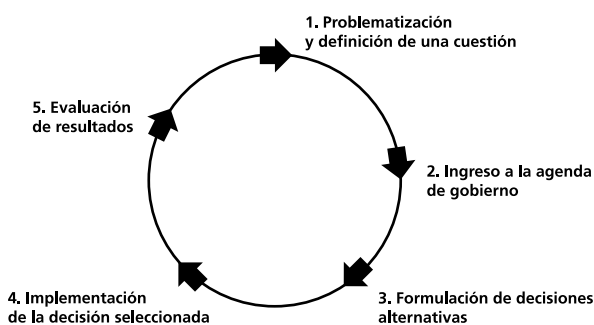 1. Problematización
y definición de una cuestión
2. Ingreso a la agenda
de gobierno
3. Formulación de decisiones
alternativas
4. Implementación
de la decisión seleccionada
5. Evaluación
de resultados